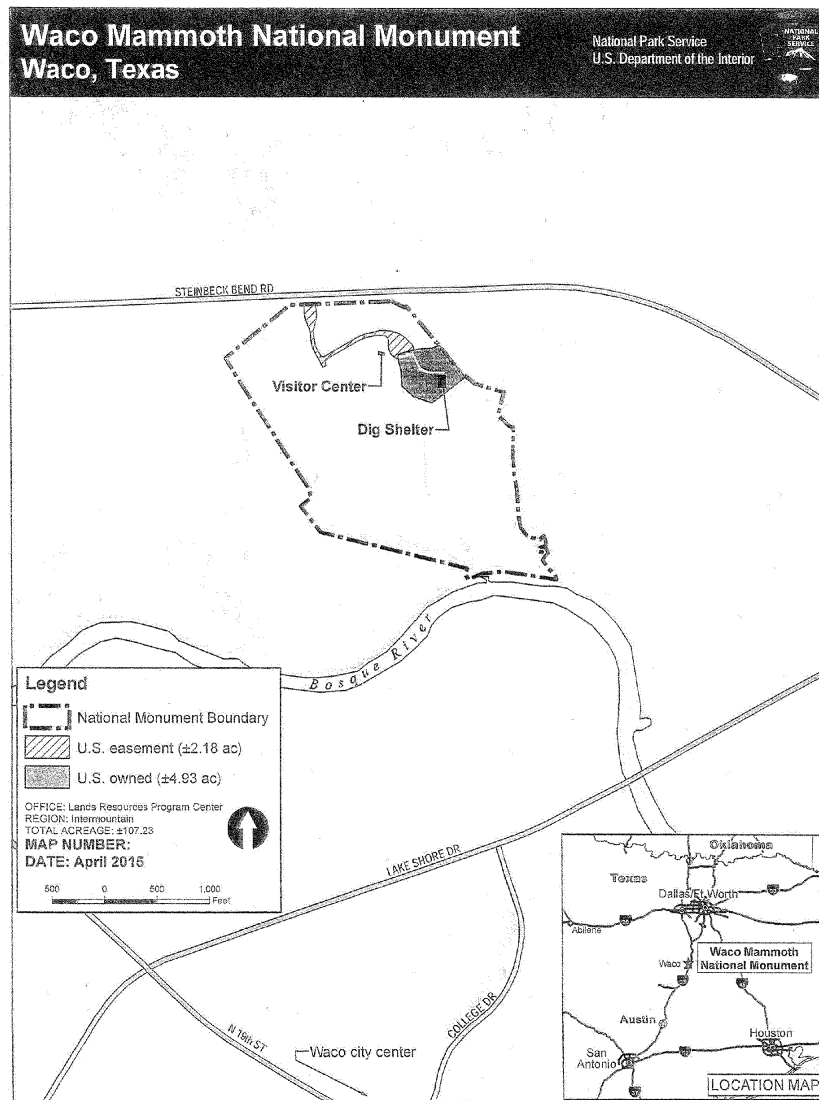 Waco Mammoth National Monument
Waco, Texas
National Park Service
U.S. Department of the Interior
NATIONAL
PARK
SERVICE
STEINBECK BEND RD
Visitor Center
Dig Shelter
Bosque River
Legend
National Monument Boundary
U.S. easement (±2.18 ac)
U.S. owned (±4.93 ac)
OFFICE: Lands Resources Program Center
REGION: Intermountain
TOTAL ACREAGE: ±107.23
MAP NUMBER:
DATE: April 2015
500 0 500 1,000
Feet
LAKE SHORE DR
COLLEGE DR
N 19th ST
Waco city center
Oklahoma
Texas
Dallas/Ft. Worth
Abilene
Waco
Waco Mammoth
National Monument
Austin
Houston
San
Antonio
LOCATION MAP